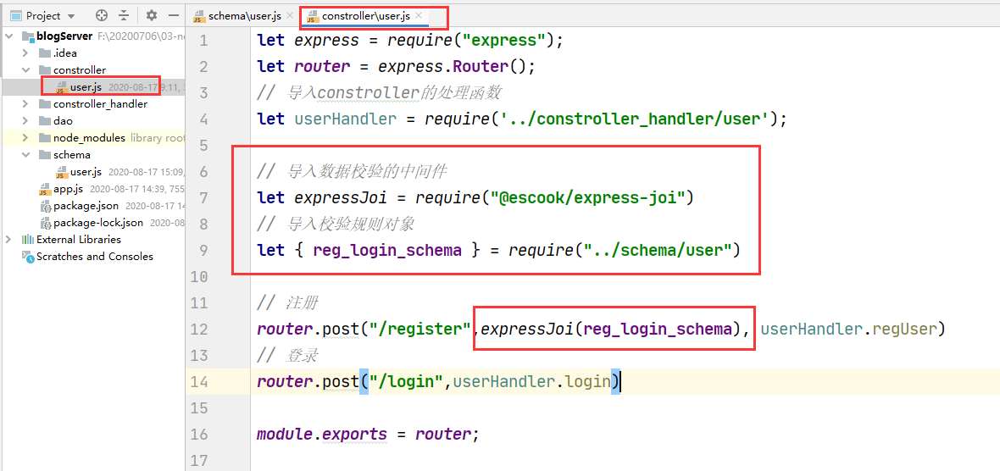 Project
schema\user.js
constroller\user.js
blogServer F:\20200706\03-n
.idea
constroller
user.js 2020-08-17 9:11,
constroller_handler
dao
node_modules library root
schema
user.js 2020-08-17 15:09,
app.js 2020-08-17 14:39, 755
package.json 2020-08-17 14
package-lock.json 2020-08
External Libraries
Scratches and Consoles
1 let express = require("express");
2 let router = express.Router();
3 // 导入constroller的处理函数
4 let userHandler = require('../constroller_handler/user');
5
6 // 导入数据校验的中间件
7 let expressJoi = require("@escook/express-joi")
8 // 导入校验规则对象
9 let { reg_login_schema } = require("../schema/user")
10
11 // 注册
12 router.post("/register",expressJoi(reg_login_schema), userHandler.regUser)
13 // 登录
14 router.post("/login",userHandler.login)
15
16 module.exports = router;
17